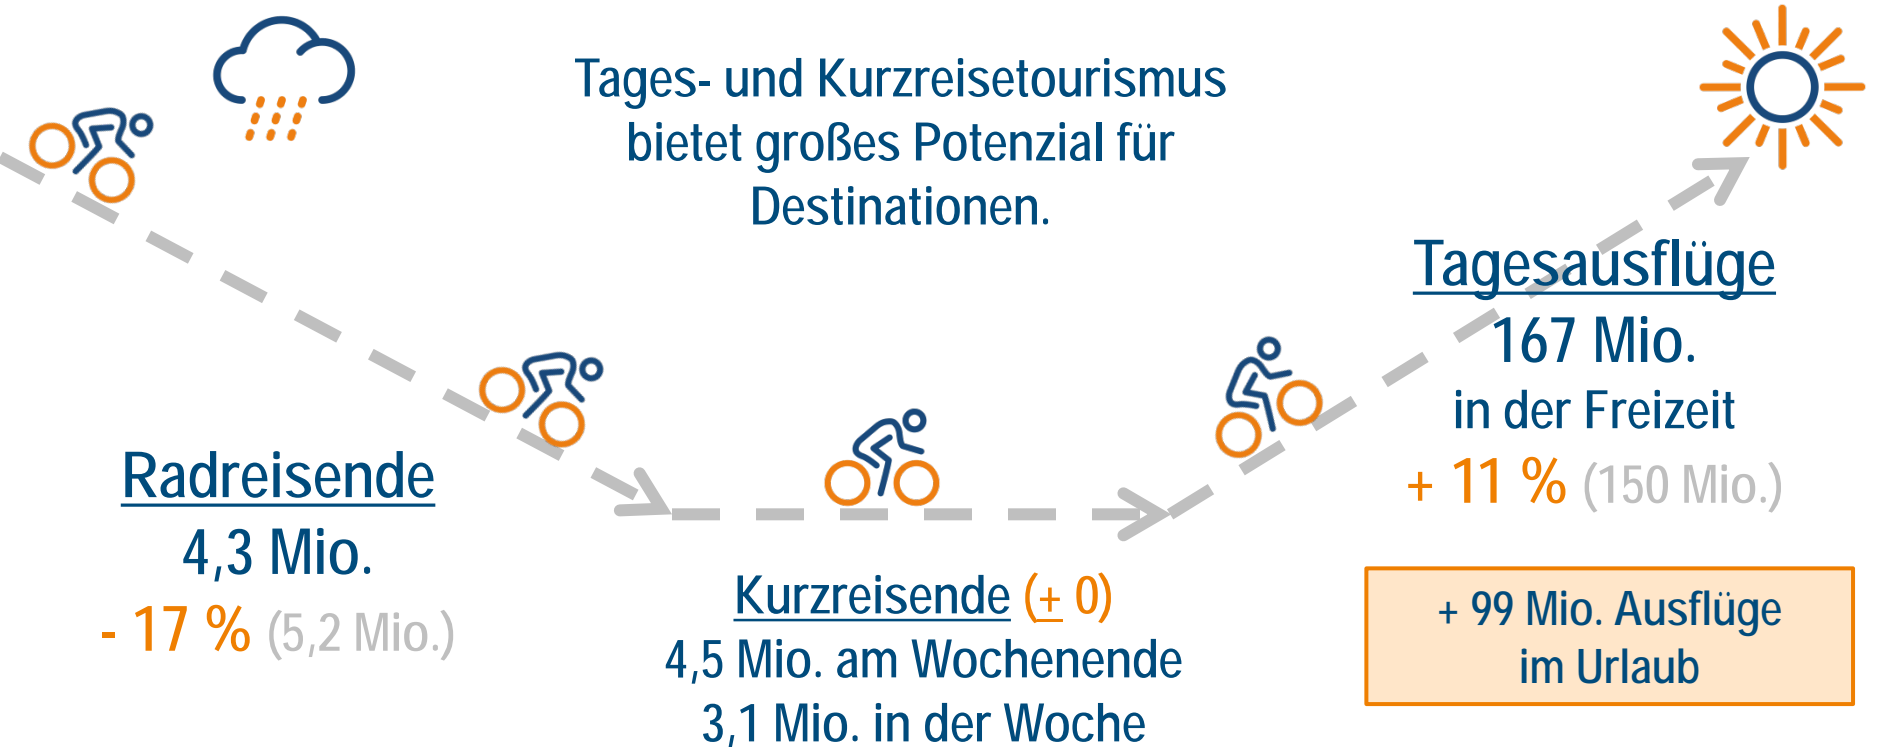 Tages- und Kurzreisetourismus
bietet großes Potenzial für
Destinationen.
Radreisende
4,3 Mio.
- 17 % (5,2 Mio.)
Kurzreisende (± 0)
4,5 Mio. am Wochenende
3,1 Mio. in der Woche
Tagesausflüge
167 Mio.
in der Freizeit
+ 11 % (150 Mio.)
+ 99 Mio. Ausflüge
im Urlaub